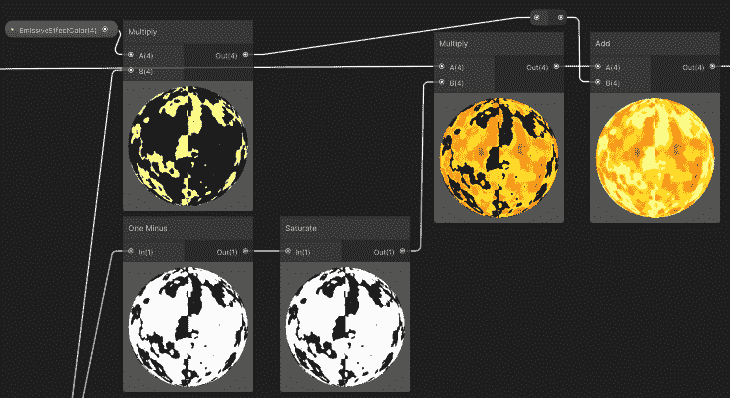 EmissiveEffectColor(4)
Multiply
A(4) Out(4)
B(4)
Multiply
A(4) Out(4)
B(4)
Add
A(4) Out(4)
B(4)
One Minus
In(1) Out(1)
Saturate
In(1) Out(1)